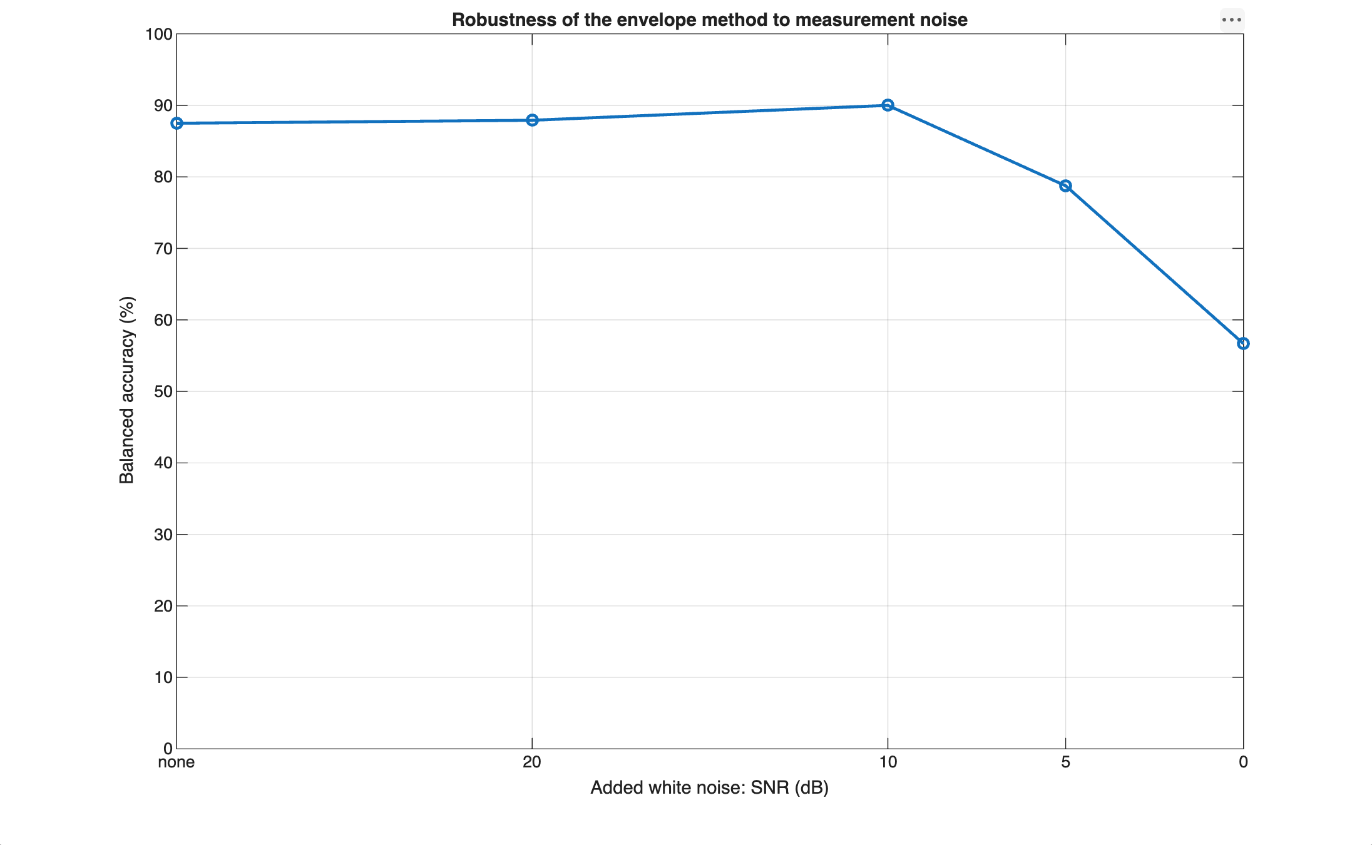 Robustness of the envelope method to measurement noise
100
90
80
70
60
50
40
30
20
10
0
Balanced accuracy (%)
none 20 10 5 0
Added white noise: SNR (dB)